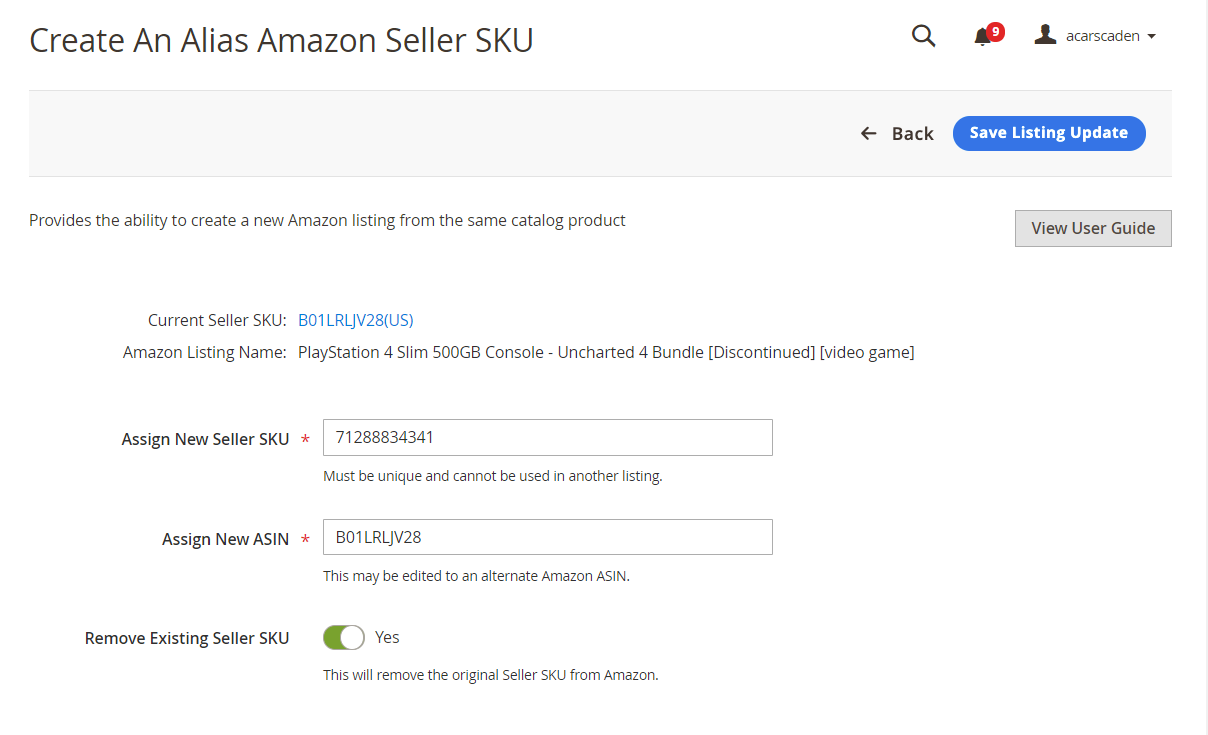 Create An Alias Amazon Seller SKU
9
acarscaden
Back
Save Listing Update
Provides the ability to create a new Amazon listing from the same catalog product
View User Guide
Current Seller SKU: B01LRLJV28(US)
Amazon Listing Name: PlayStation 4 Slim 500GB Console - Uncharted 4 Bundle [Discontinued] [video game]
Assign New Seller SKU * 71288834341
Must be unique and cannot be used in another listing.
Assign New ASIN * B01LRLJV28
This may be edited to an alternate Amazon ASIN.
Remove Existing Seller SKU Yes
This will remove the original Seller SKU from Amazon.